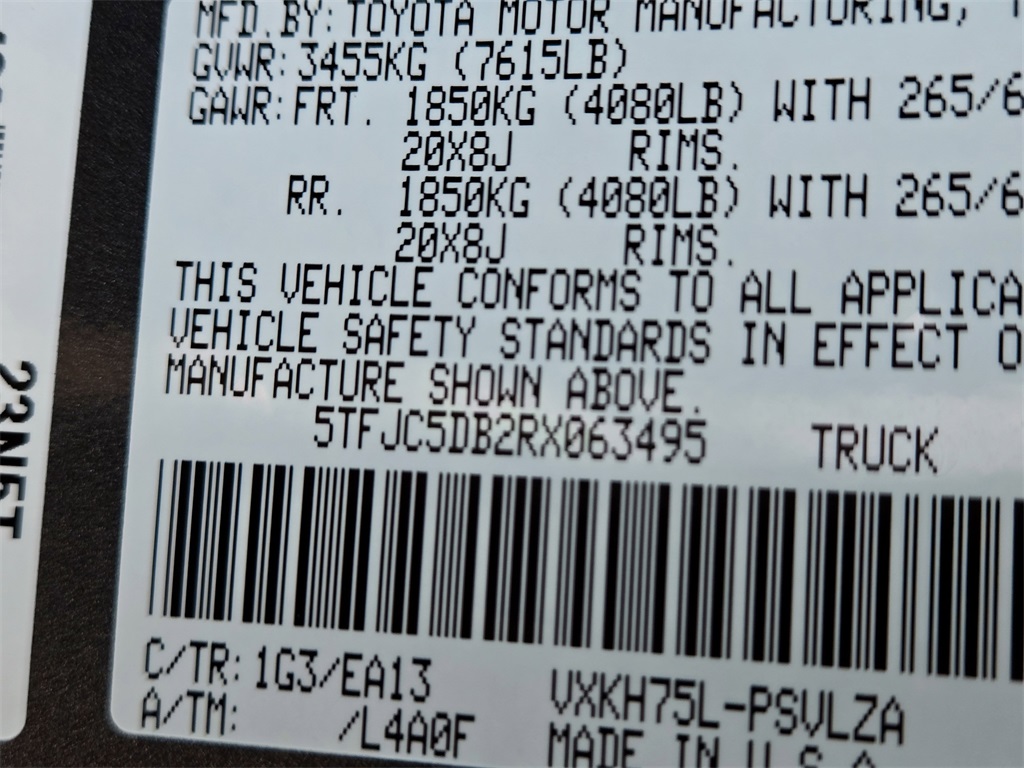 MFD.BY:TOYOTA MOTOR MANUFACTURING,
GVWR:3455KG (7615LB)
GAWR:FRT. 1850KG (4080LB) WITH 265/6
20X8J RIMS.
RR. 1850KG (4080LB) WITH 265/6
20X8J RIMS.
THIS VEHICLE CONFORMS TO ALL APPLICA
VEHICLE SAFETY STANDARDS IN EFFECT O
MANUFACTURE SHOWN ABOVE.
5TFJC5DB2RX063495 TRUCK
C/TR:1G3/EA13 VXKH75L-PSVLZA
A/TM: /L4A0F MADE IN U.S.A
23N5T